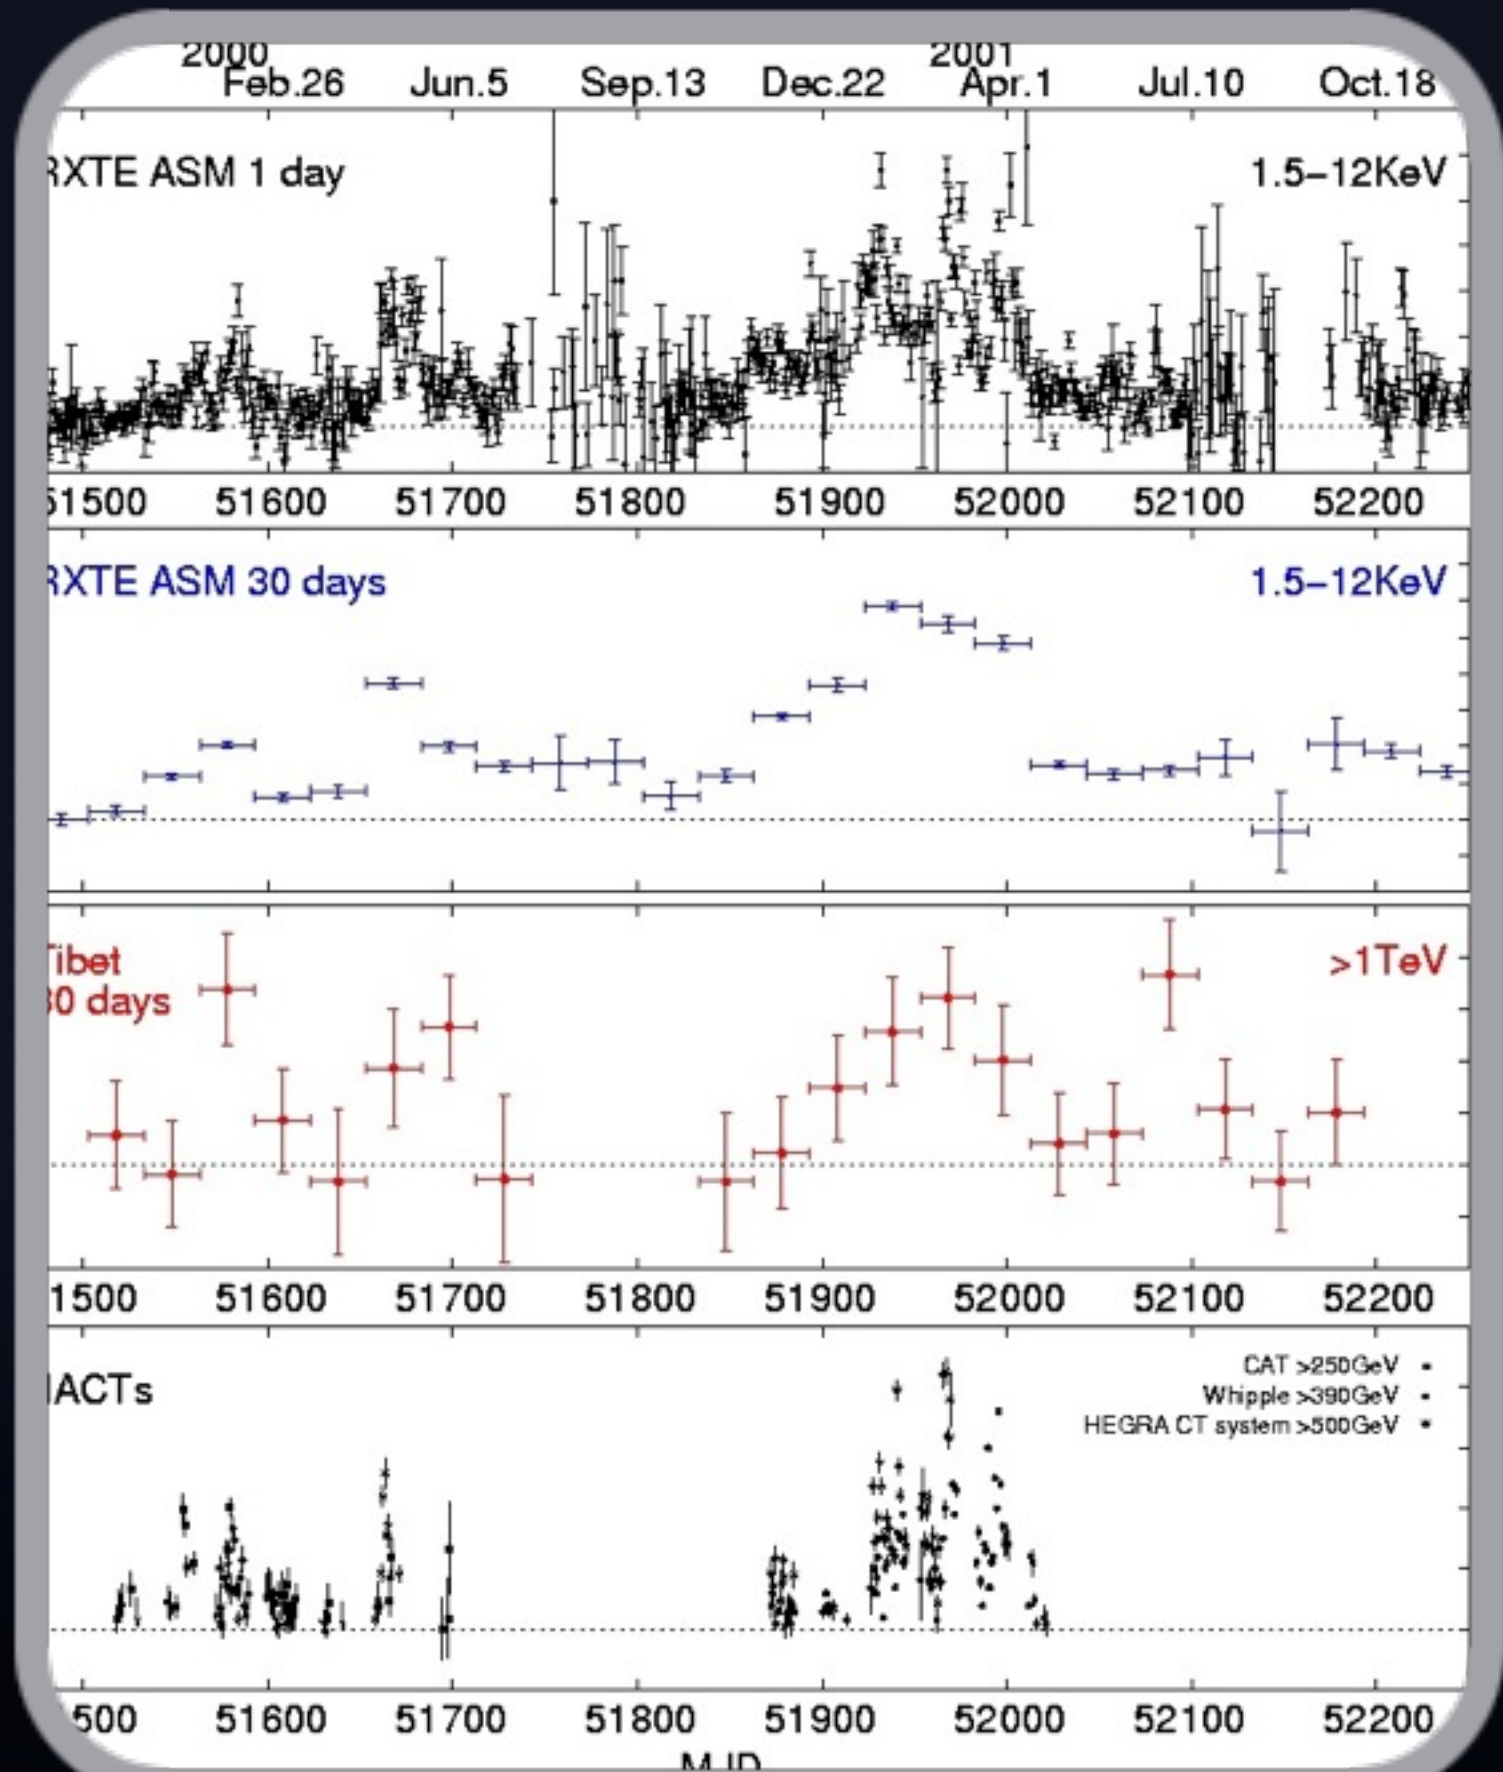 2000 2001
Feb.26 Jun.5 Sep.13 Dec.22 Apr.1 Jul.10 Oct.18
RXTE ASM 1 day 1.5–12KeV
51500 51600 51700 51800 51900 52000 52100 52200
RXTE ASM 30 days 1.5–12KeV
Tibet >1TeV
30 days
1500 51600 51700 51800 51900 52000 52100 52200
IACTs
CAT >250GeV
Whipple >390GeV
HEGRA CT system >500GeV
500 51600 51700 51800 51900 52000 52100 52200
MJD